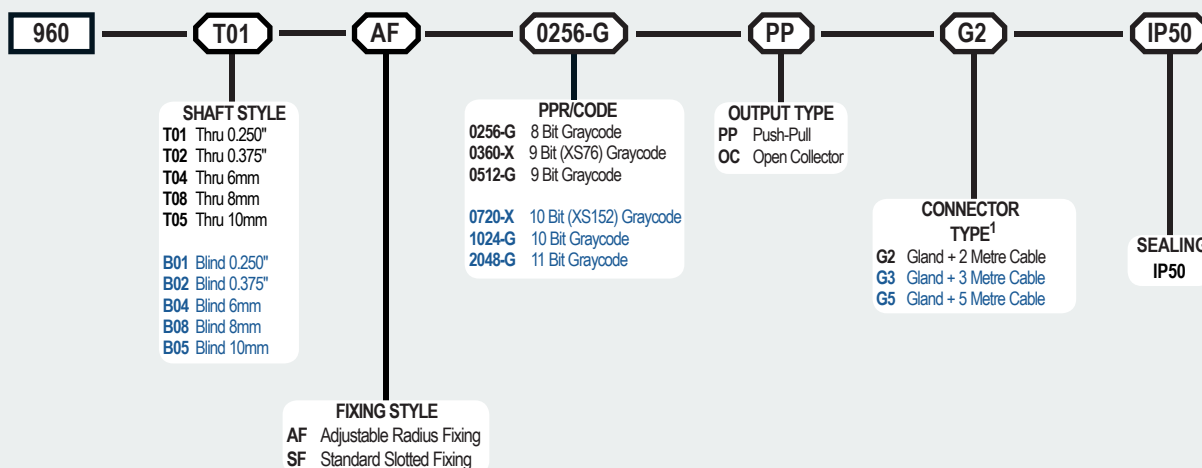 960 T01 AF 0256-G PP G2 IP50
SHAFT STYLE
T01 Thru 0.250"
T02 Thru 0.375"
T04 Thru 6mm
T08 Thru 8mm
T05 Thru 10mm
B01 Blind 0.250"
B02 Blind 0.375"
B04 Blind 6mm
B08 Blind 8mm
B05 Blind 10mm
FIXING STYLE
AF Adjustable Radius Fixing
SF Standard Slotted Fixing
PPR/CODE
0256-G 8 Bit Graycode
0360-X 9 Bit (XS76) Graycode
0512-G 9 Bit Graycode
0720-X 10 Bit (XS152) Graycode
1024-G 10 Bit Graycode
2048-G 11 Bit Graycode
OUTPUT TYPE
PP Push-Pull
OC Open Collector
CONNECTOR
TYPE¹
G2 Gland + 2 Metre Cable
G3 Gland + 3 Metre Cable
G5 Gland + 5 Metre Cable
SEALING
IP50